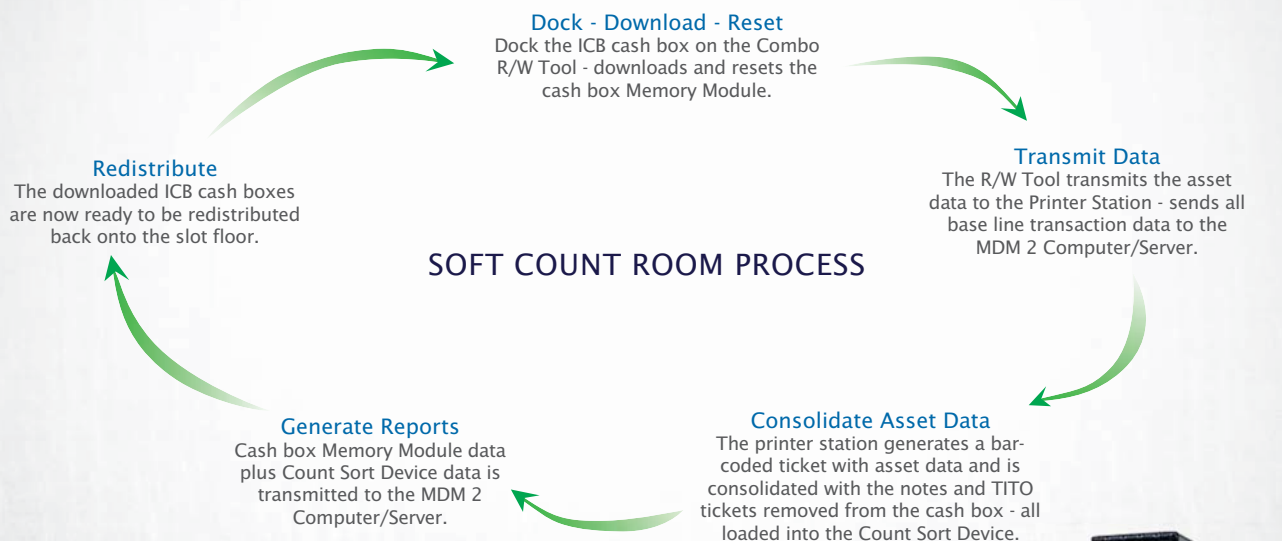 Dock - Download - Reset
Dock the ICB cash box on the Combo
R/W Tool - downloads and resets the
cash box Memory Module.
Transmit Data
The R/W Tool transmits the asset
data to the Printer Station - sends all
base line transaction data to the
MDM 2 Computer/Server.
Redistribute
The downloaded ICB cash boxes
are now ready to be redistributed
back onto the slot floor.
SOFT COUNT ROOM PROCESS
Consolidate Asset Data
The printer station generates a bar-
coded ticket with asset data and is
consolidated with the notes and TITO
tickets removed from the cash box - all
loaded into the Count Sort Device.
Generate Reports
Cash box Memory Module data
plus Count Sort Device data is
transmitted to the MDM 2
Computer/Server.